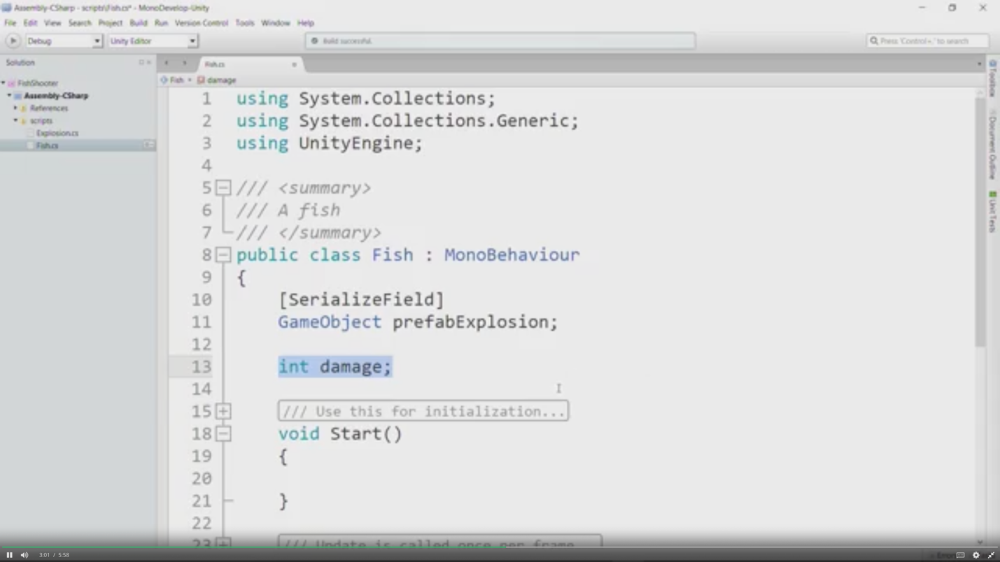 Assembly-CSharp - scripts\Fish.cs* - MonoDevelop-Unity
File Edit View Search Project Build Run Version Control Tools Window Help
Debug
Unity Editor
Build successful.
Press 'Control+,' to search
Solution
Fish.cs
Fish
damage
FishShooter
Assembly-CSharp
References
scripts
Explosion.cs
Fish.cs
1 using System.Collections;
2 using System.Collections.Generic;
3 using UnityEngine;
4
5 /// <summary>
6 /// A fish
7 /// </summary>
8 public class Fish : MonoBehaviour
9 {
10 [SerializeField]
11 GameObject prefabExplosion;
12
13 int damage;
14
15 /// Use this for initialization...
18 void Start()
19 {
20
21 }
22
23 /// Update is called once per frame...
Toolbox
Document Outline
Unit Tests
3:01 / 5:58